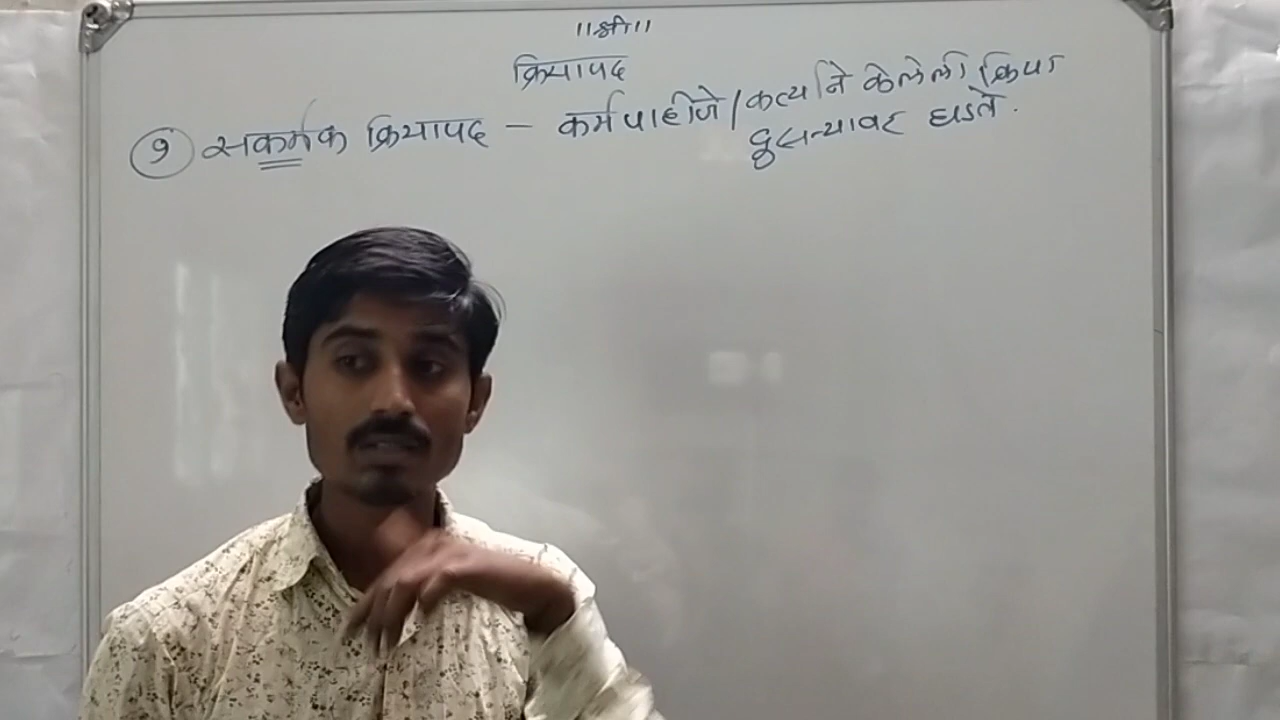 ॥श्री॥
क्रियापद
१ सकर्मक क्रियापद – कर्म पाहीजे / कर्त्याने केलेली क्रिया
दुसऱ्यावर घडते.